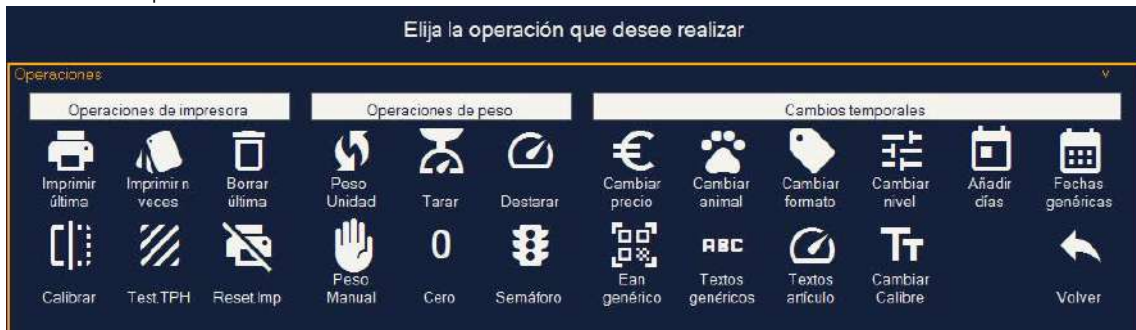 Elija la operación que desee realizar
Operaciones
v
Operaciones de impresora
Operaciones de peso
Cambios temporales
Imprimir última
Imprimir n veces
Borrar última
Peso Unidad
Tarar
Destarar
Cambiar precio
Cambiar animal
Cambiar formato
Cambiar nivel
Añadir días
Fechas genéricas
Calibrar
Test.TPH
Reset.Imp
Peso Manual
0
Cero
Semáforo
Ean genérico
ABC
Textos genéricos
Textos artículo
TT
Cambiar Calibre
Volver